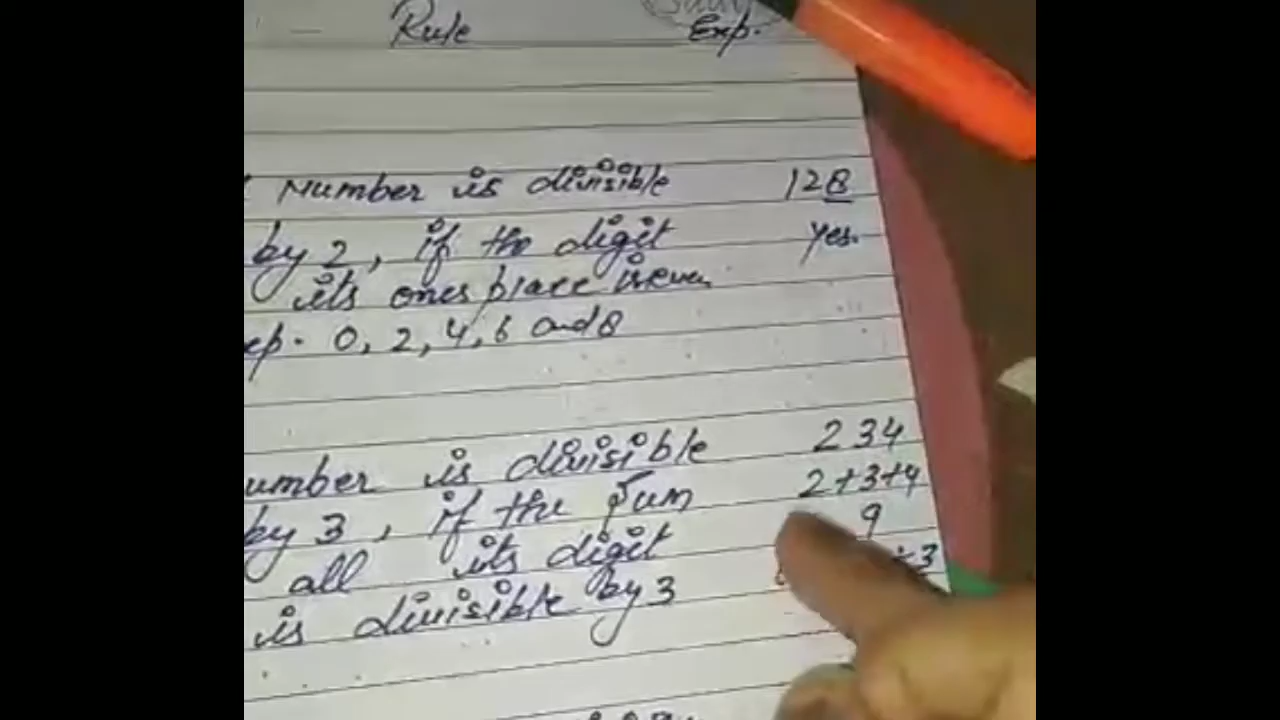 Rule Exp.
Number is divisible 128
by 2, if the digit yes.
its ones place is even
0, 2, 4, 6 and 8
umber is divisible 234
by 3, if the sum 2+3+4
all its digit 9
is divisible by 3 ÷3